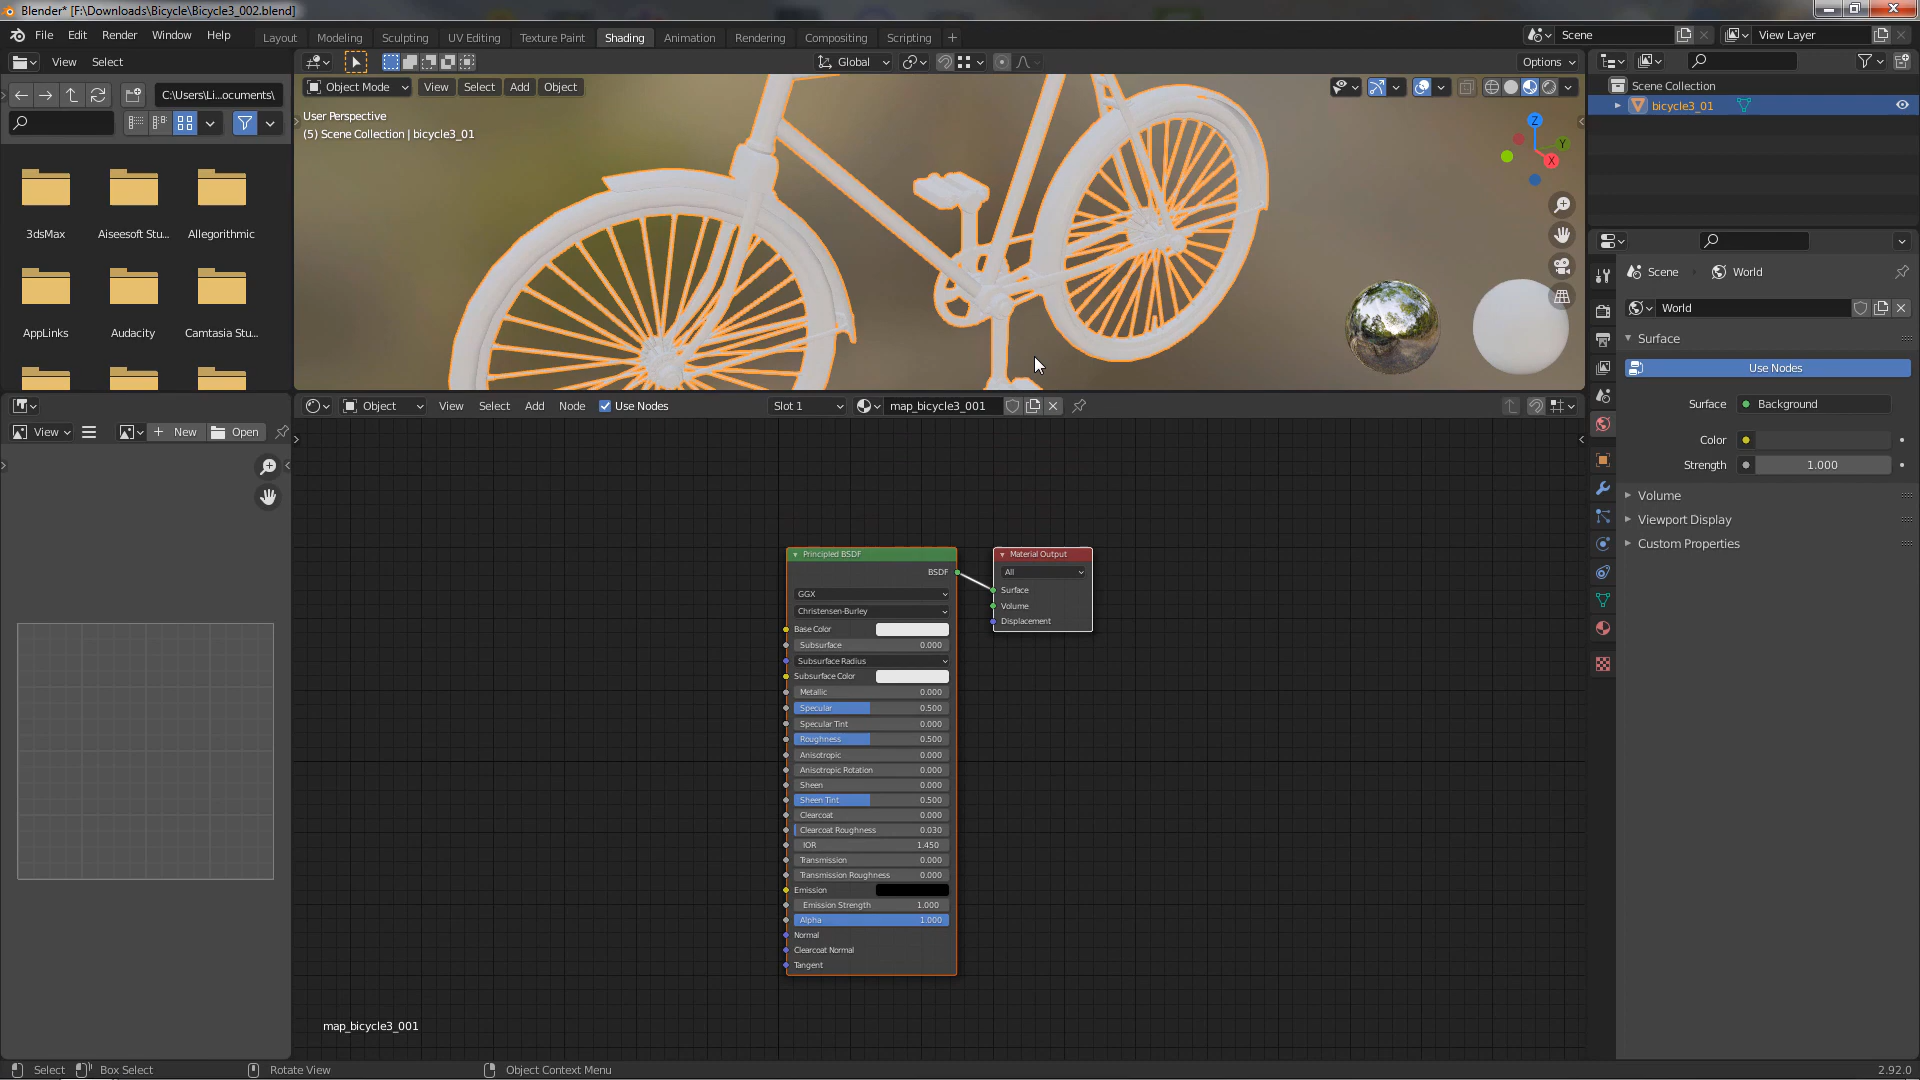 Blender* [F:\Downloads\Bicycle\Bicycle3_002.blend]
File Edit Render Window Help
Layout Modeling Sculpting UV Editing Texture Paint Shading Animation Rendering Compositing Scripting
Scene
View Layer
View Select
Global
Options
C:\Users\Li...ocuments\
Object Mode View Select Add Object
User Perspective
(5) Scene Collection | bicycle3_01
Z
Y
X
Scene Collection
bicycle3_01
3dsMax
Aiseesoft Stu...
Allegorithmic
AppLinks
Audacity
Camtasia Stu...
Scene
World
World
Surface
Use Nodes
Surface Background
Color
Strength 1.000
Volume
Viewport Display
Custom Properties
Object View Select Add Node Use Nodes
Slot 1
map_bicycle3_001
View
New
Open
Principled BSDF
BSDF
GGX
Christensen-Burley
Base Color
Subsurface 0.000
Subsurface Radius
Subsurface Color
Metallic 0.000
Specular 0.500
Specular Tint 0.000
Roughness 0.500
Anisotropic 0.000
Anisotropic Rotation 0.000
Sheen 0.000
Sheen Tint 0.500
Clearcoat 0.000
Clearcoat Roughness 0.030
IOR 1.450
Transmission 0.000
Transmission Roughness 0.000
Emission
Emission Strength 1.000
Alpha 1.000
Normal
Clearcoat Normal
Tangent
Material Output
All
Surface
Volume
Displacement
map_bicycle3_001
Select
Box Select
Rotate View
Object Context Menu
2.92.0